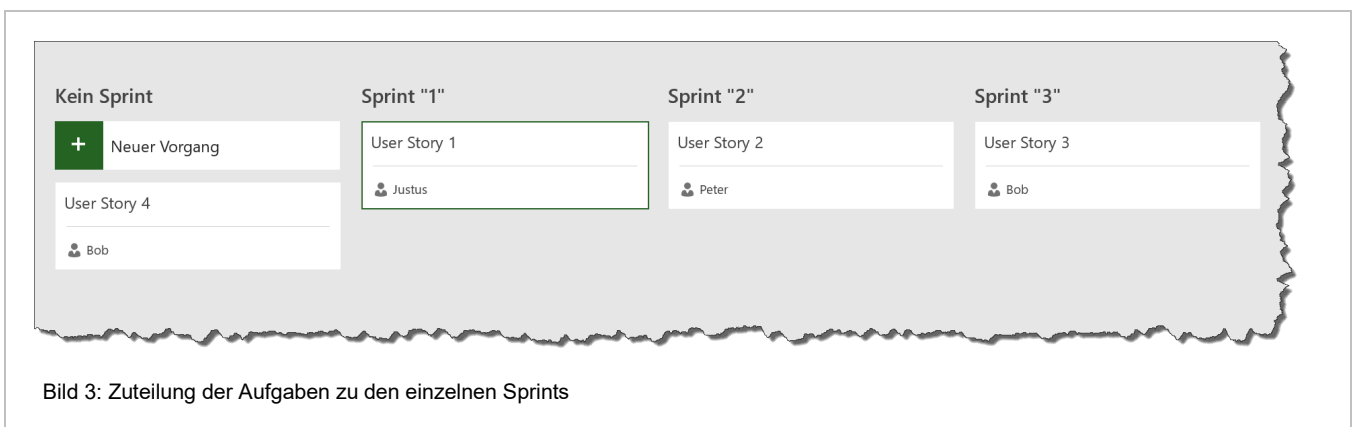 Kein Sprint
+ Neuer Vorgang
User Story 4
Bob
Sprint "1"
User Story 1
Justus
Sprint "2"
User Story 2
Peter
Sprint "3"
User Story 3
Bob
Bild 3: Zuteilung der Aufgaben zu den einzelnen Sprints